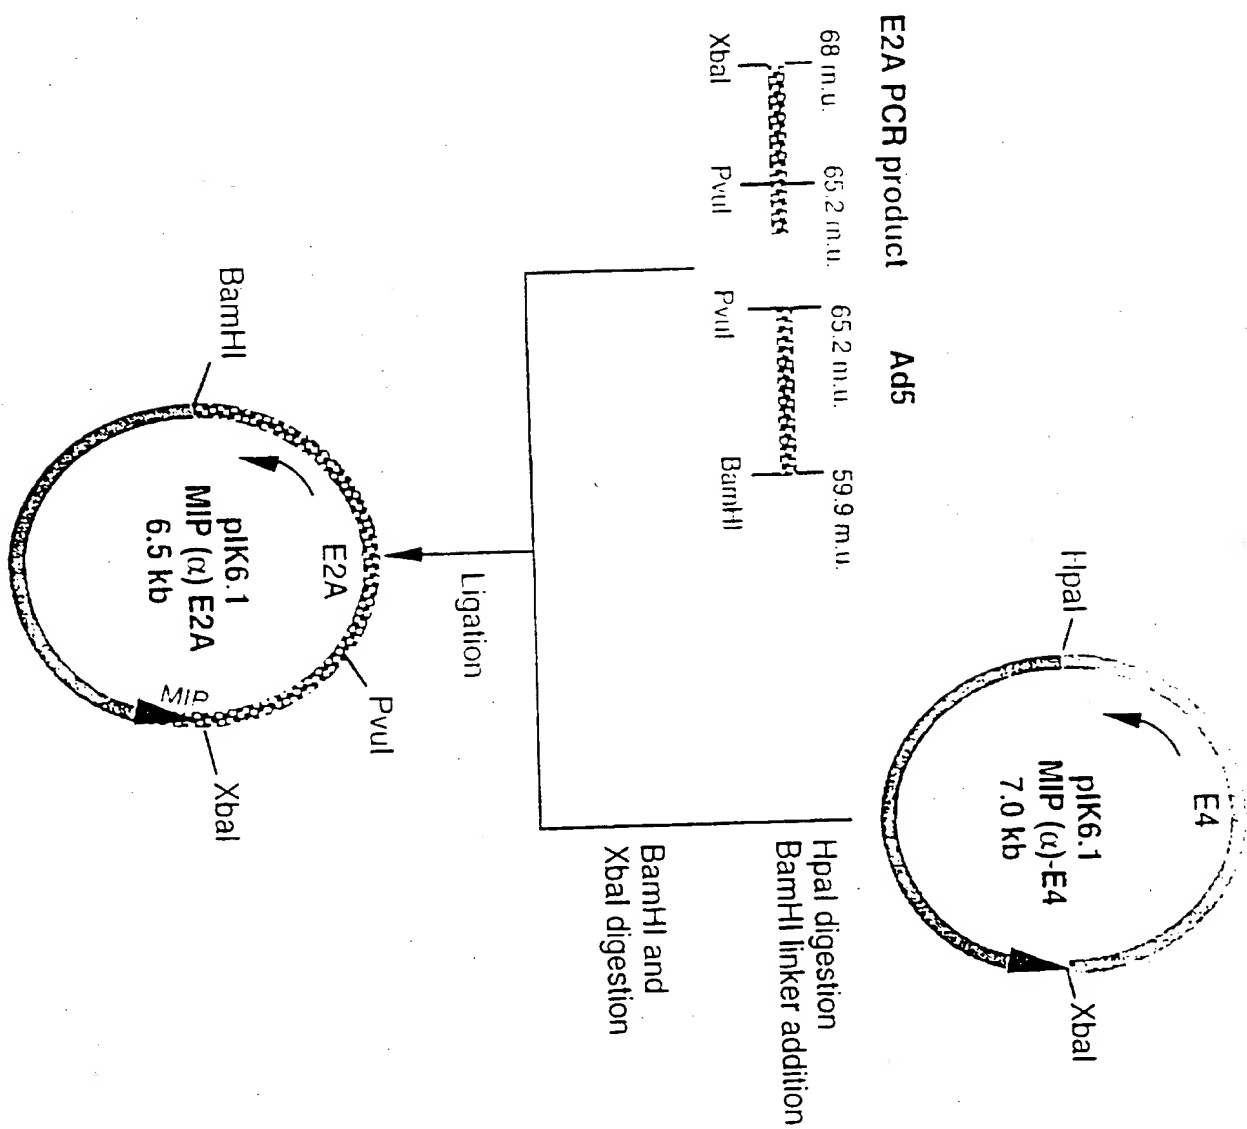 E2A PCR product
Ad5
68 m.u.
65.2 m.u.
65.2 m.u.
59.9 m.u.
XbaI
PvuI
PvuI
BamHI
HpaI
E4
pIK6.1
MIP (α)-E4
7.0 kb
XbaI
HpaI digestion
BamHI linker addition
BamHI and
XbaI digestion
Ligation
BamHI
E2A
pIK6.1
MIP (α) E2A
6.5 kb
PvuI
MIP
XbaI